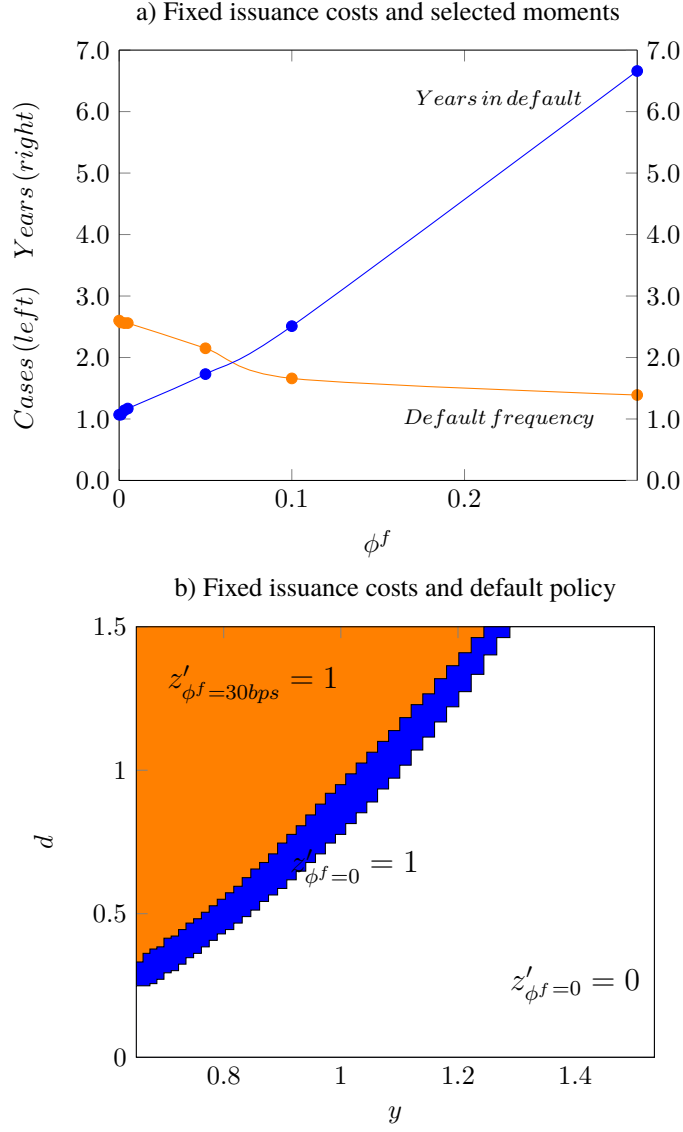 a) Fixed issuance costs and selected moments
7.0 7.0
Years in default
6.0 6.0
5.0 5.0
4.0 4.0
3.0 3.0
2.0 2.0
1.0 1.0
Default frequency
0.0 0.0
Cases (left) Years (right)
0 0.1 0.2
ϕ^f
b) Fixed issuance costs and default policy
1.5
z′_{ϕ^f=30bps} = 1
1
z′_{ϕ^f=0} = 1
0.5
z′_{ϕ^f=0} = 0
0
d
0.8 1 1.2 1.4
y